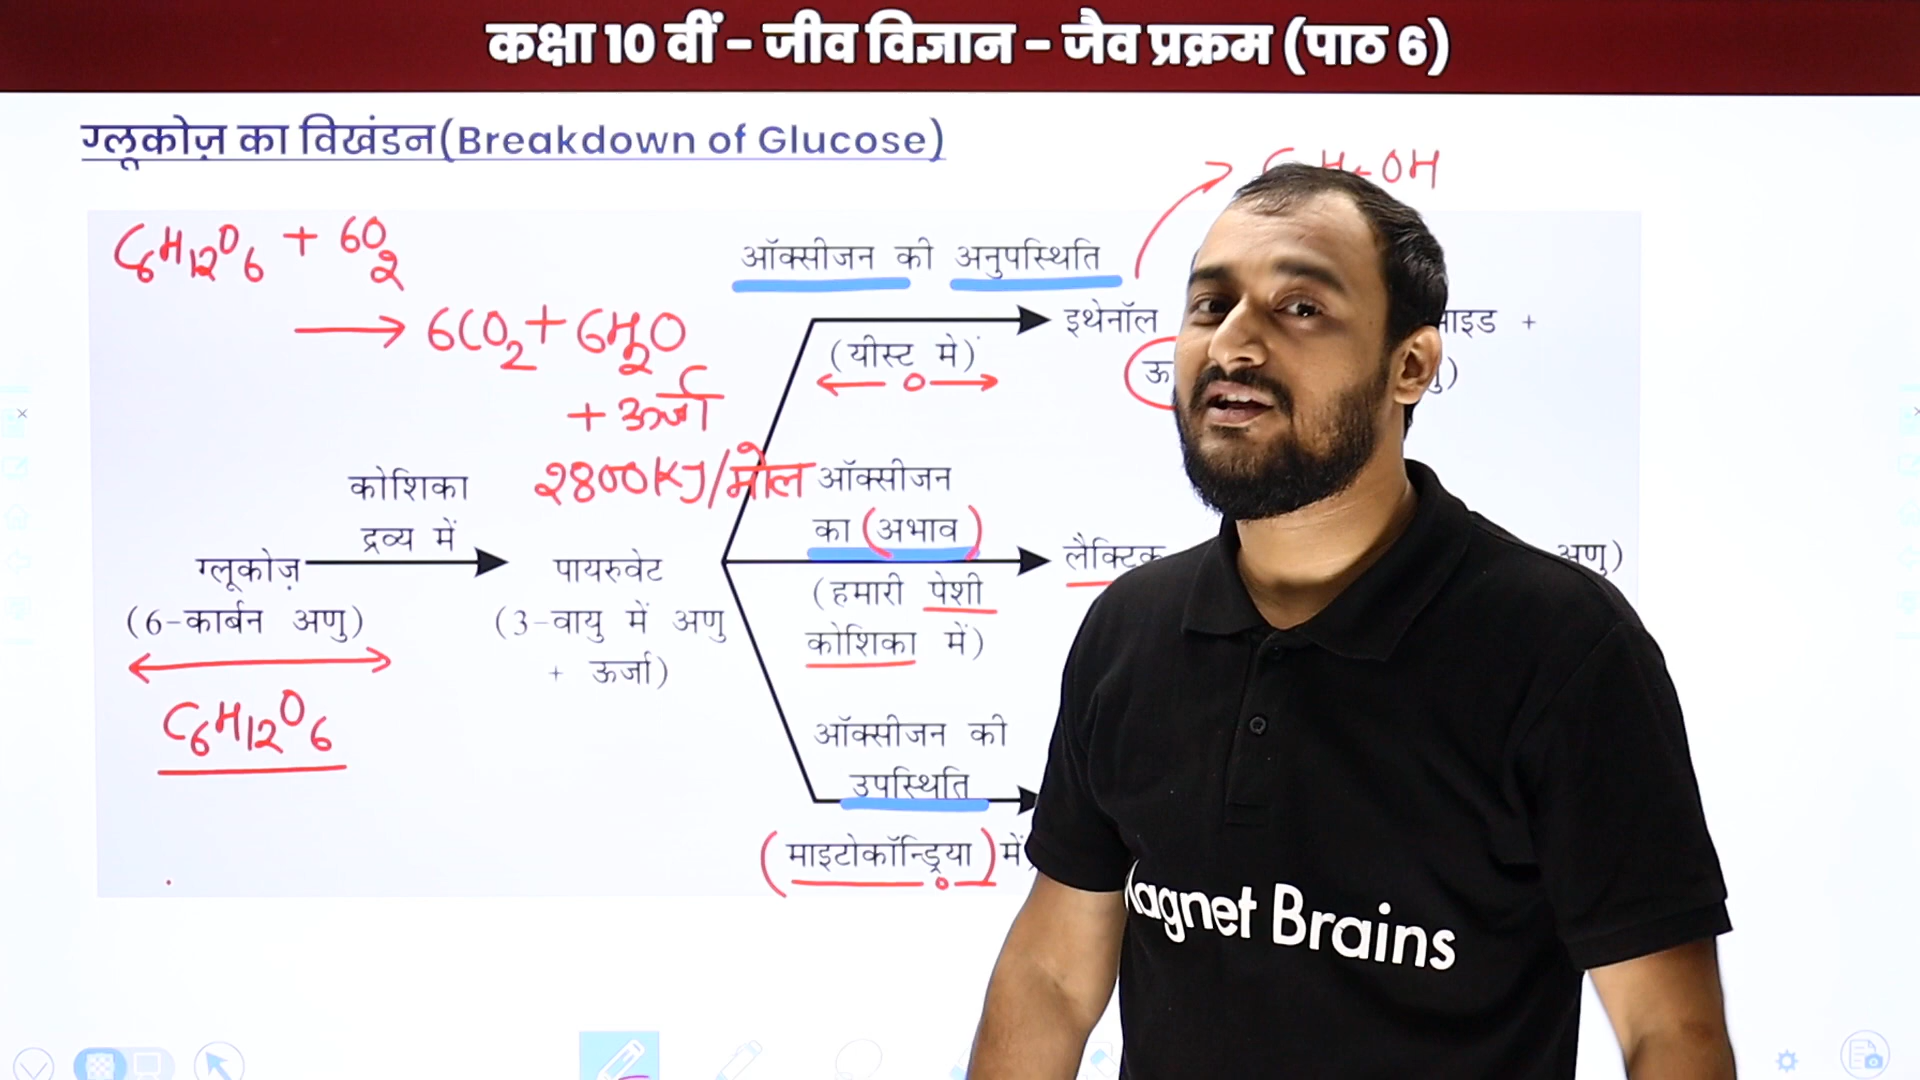 कक्षा 10 वीं - जीव विज्ञान - जैव प्रक्रम (पाठ 6)
ग्लूकोज़ का विखंडन(Breakdown of Glucose)
C6H12O6 + 6O2
→ 6CO2 + 6H2O
+ ऊर्जा
2800KJ/मोल
OH
ऑक्सीजन की अनुपस्थिति
(यीस्ट मे)
इथेनॉल
+
कोशिका
द्रव्य में
ग्लूकोज़
(6-कार्बन अणु)
C6H12O6
पायरुवेट
(3-वायु में अणु
+ ऊर्जा)
ऑक्सीजन
का (अभाव)
(हमारी पेशी
कोशिका में)
लैक्टिक
अणु)
ऑक्सीजन की
उपस्थिति
(माइटोकॉन्ड्रिया) में
agnet Brains